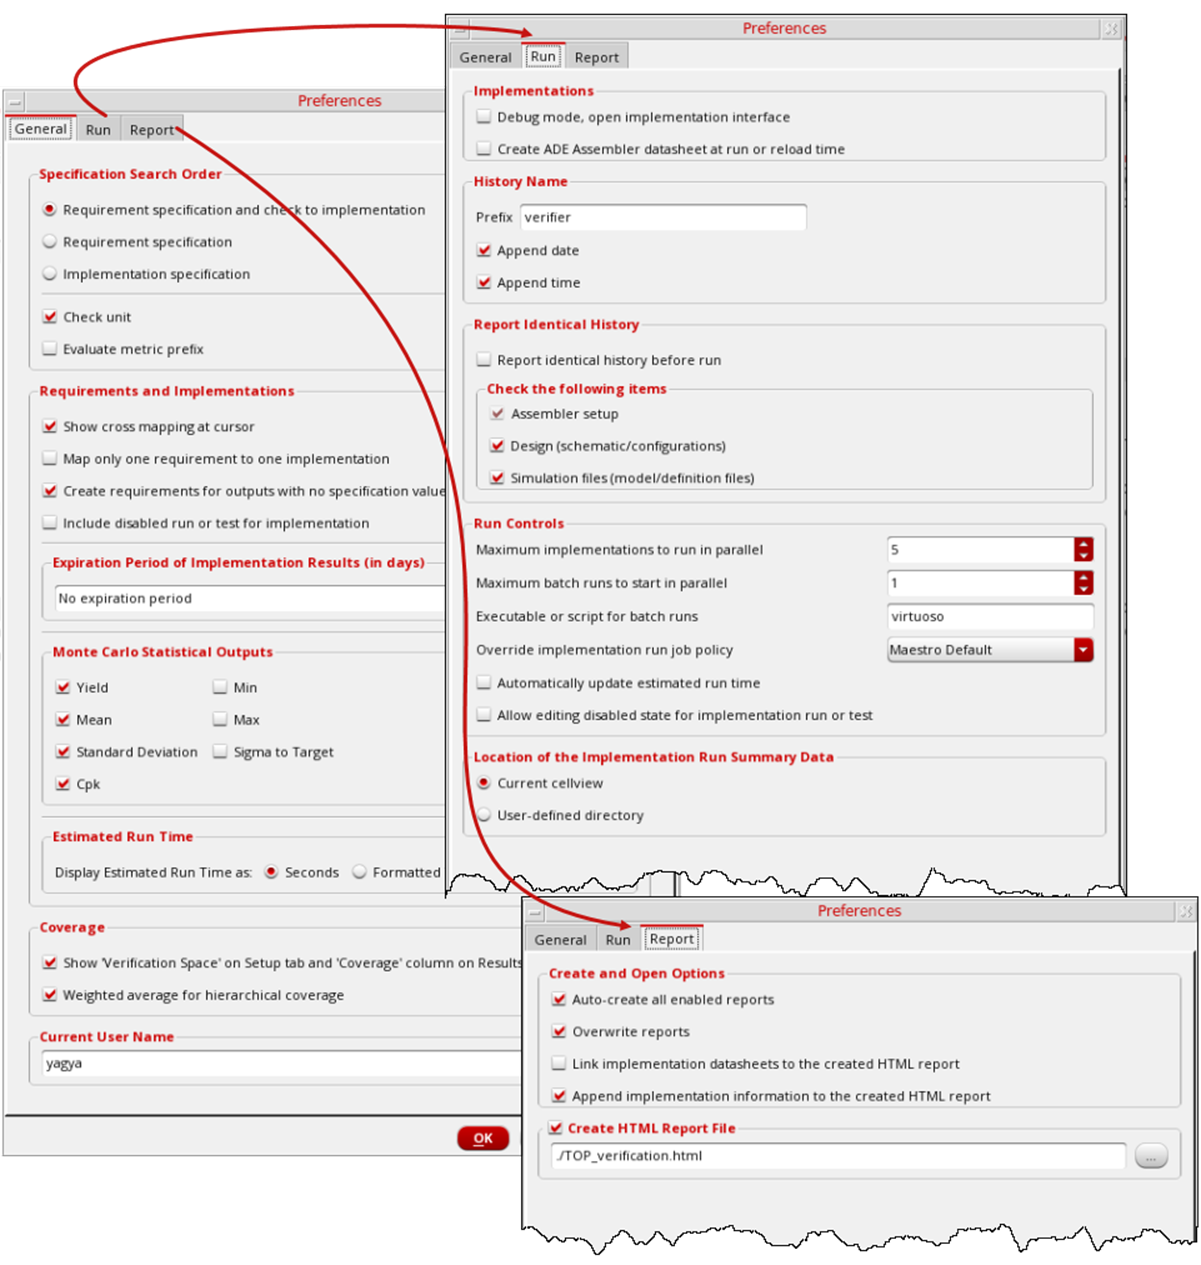 Preferences
General Run Report
Specification Search Order
Requirement specification and check to implementation
Requirement specification
Implementation specification
Check unit
Evaluate metric prefix
Requirements and Implementations
Show cross mapping at cursor
Map only one requirement to one implementation
Create requirements for outputs with no specification value
Include disabled run or test for implementation
Expiration Period of Implementation Results (in days)
No expiration period
Monte Carlo Statistical Outputs
Yield Min
Mean Max
Standard Deviation Sigma to Target
Cpk
Estimated Run Time
Display Estimated Run Time as: Seconds Formatted
Coverage
Show 'Verification Space' on Setup tab and 'Coverage' column on Results
Weighted average for hierarchical coverage
Current User Name
yagya
OK
Preferences
General Run Report
Implementations
Debug mode, open implementation interface
Create ADE Assembler datasheet at run or reload time
History Name
Prefix verifier
Append date
Append time
Report Identical History
Report identical history before run
Check the following items
Assembler setup
Design (schematic/configurations)
Simulation files (model/definition files)
Run Controls
Maximum implementations to run in parallel 5
Maximum batch runs to start in parallel 1
Executable or script for batch runs virtuoso
Override implementation run job policy Maestro Default
Automatically update estimated run time
Allow editing disabled state for implementation run or test
Location of the Implementation Run Summary Data
Current cellview
User-defined directory
Preferences
General Run Report
Create and Open Options
Auto-create all enabled reports
Overwrite reports
Link implementation datasheets to the created HTML report
Append implementation information to the created HTML report
Create HTML Report File
./TOP_verification.html ...